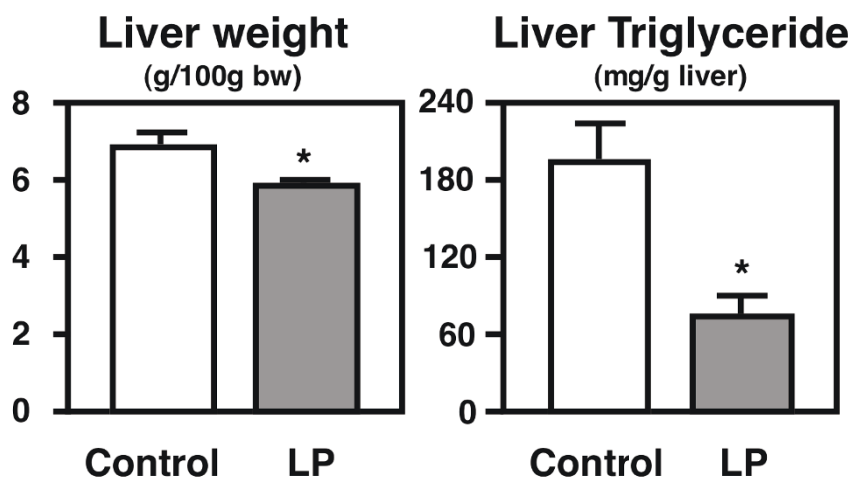 Liver weight
(g/100g bw)
8
6
4
2
0
*
Control LP
Liver Triglyceride
(mg/g liver)
240
180
120
60
0
*
Control LP